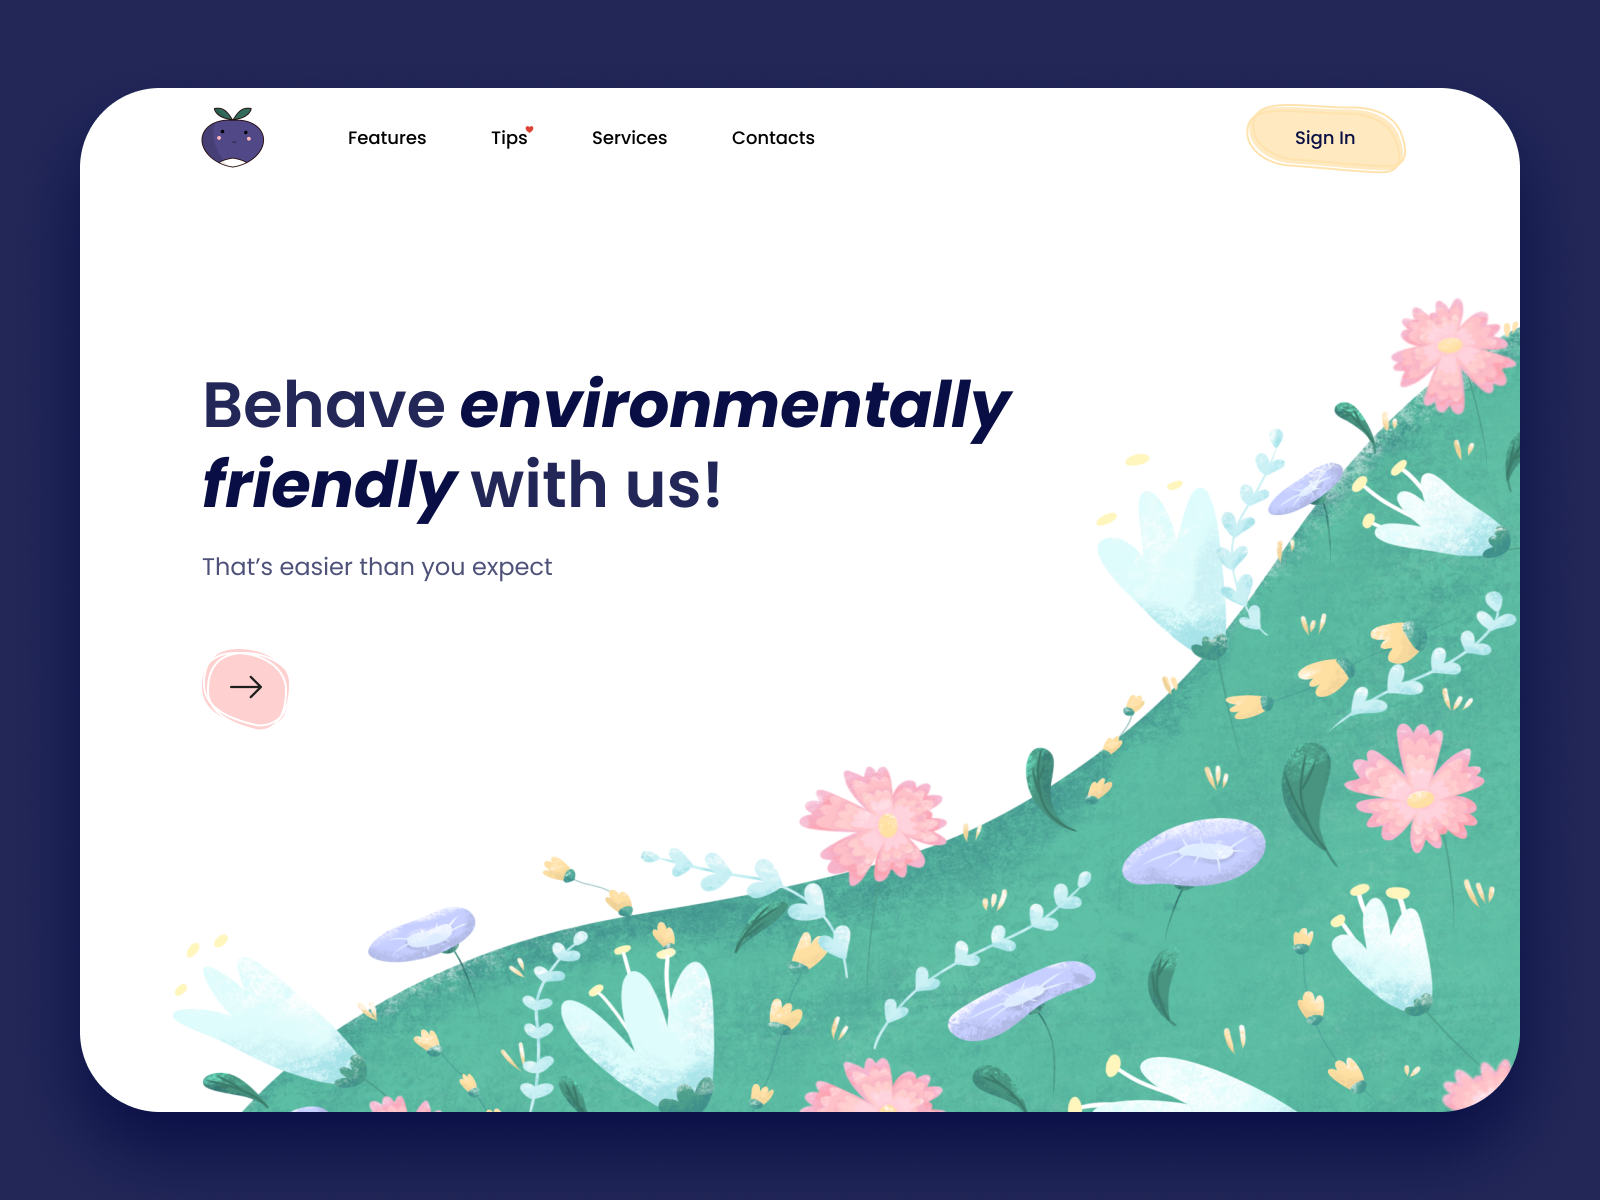 Features
Tips
Services
Contacts
Sign In
Behave environmentally
friendly with us!
That’s easier than you expect